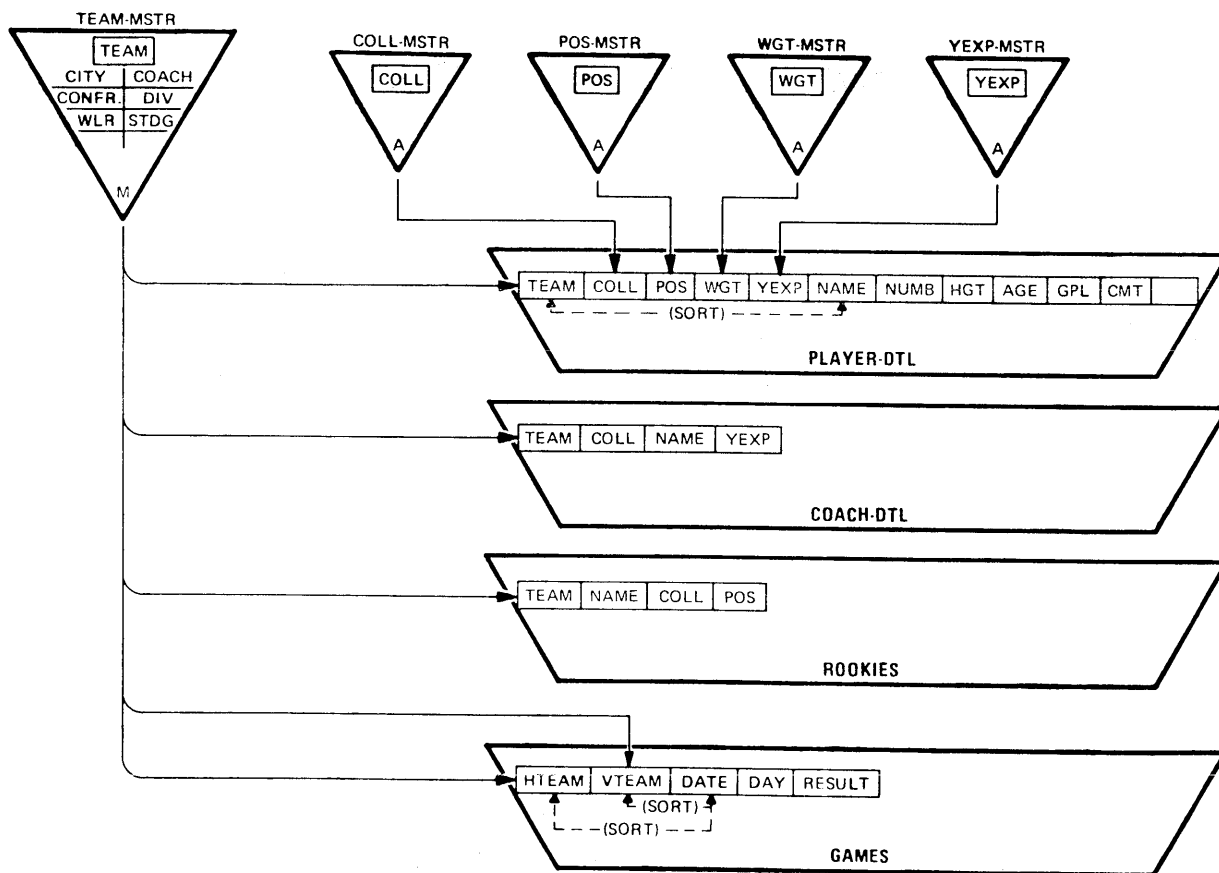 TEAM-MSTR
TEAM
CITY COACH
CONFR. DIV
WLR STDG
M
COLL-MSTR
COLL
A
POS-MSTR
POS
A
WGT-MSTR
WGT
A
YEXP-MSTR
YEXP
A
TEAM COLL POS WGT YEXP NAME NUMB HGT AGE GPL CMT
(SORT)
PLAYER-DTL
TEAM COLL NAME YEXP
COACH-DTL
TEAM NAME COLL POS
ROOKIES
HTEAM VTEAM DATE DAY RESULT
(SORT)
(SORT)
GAMES